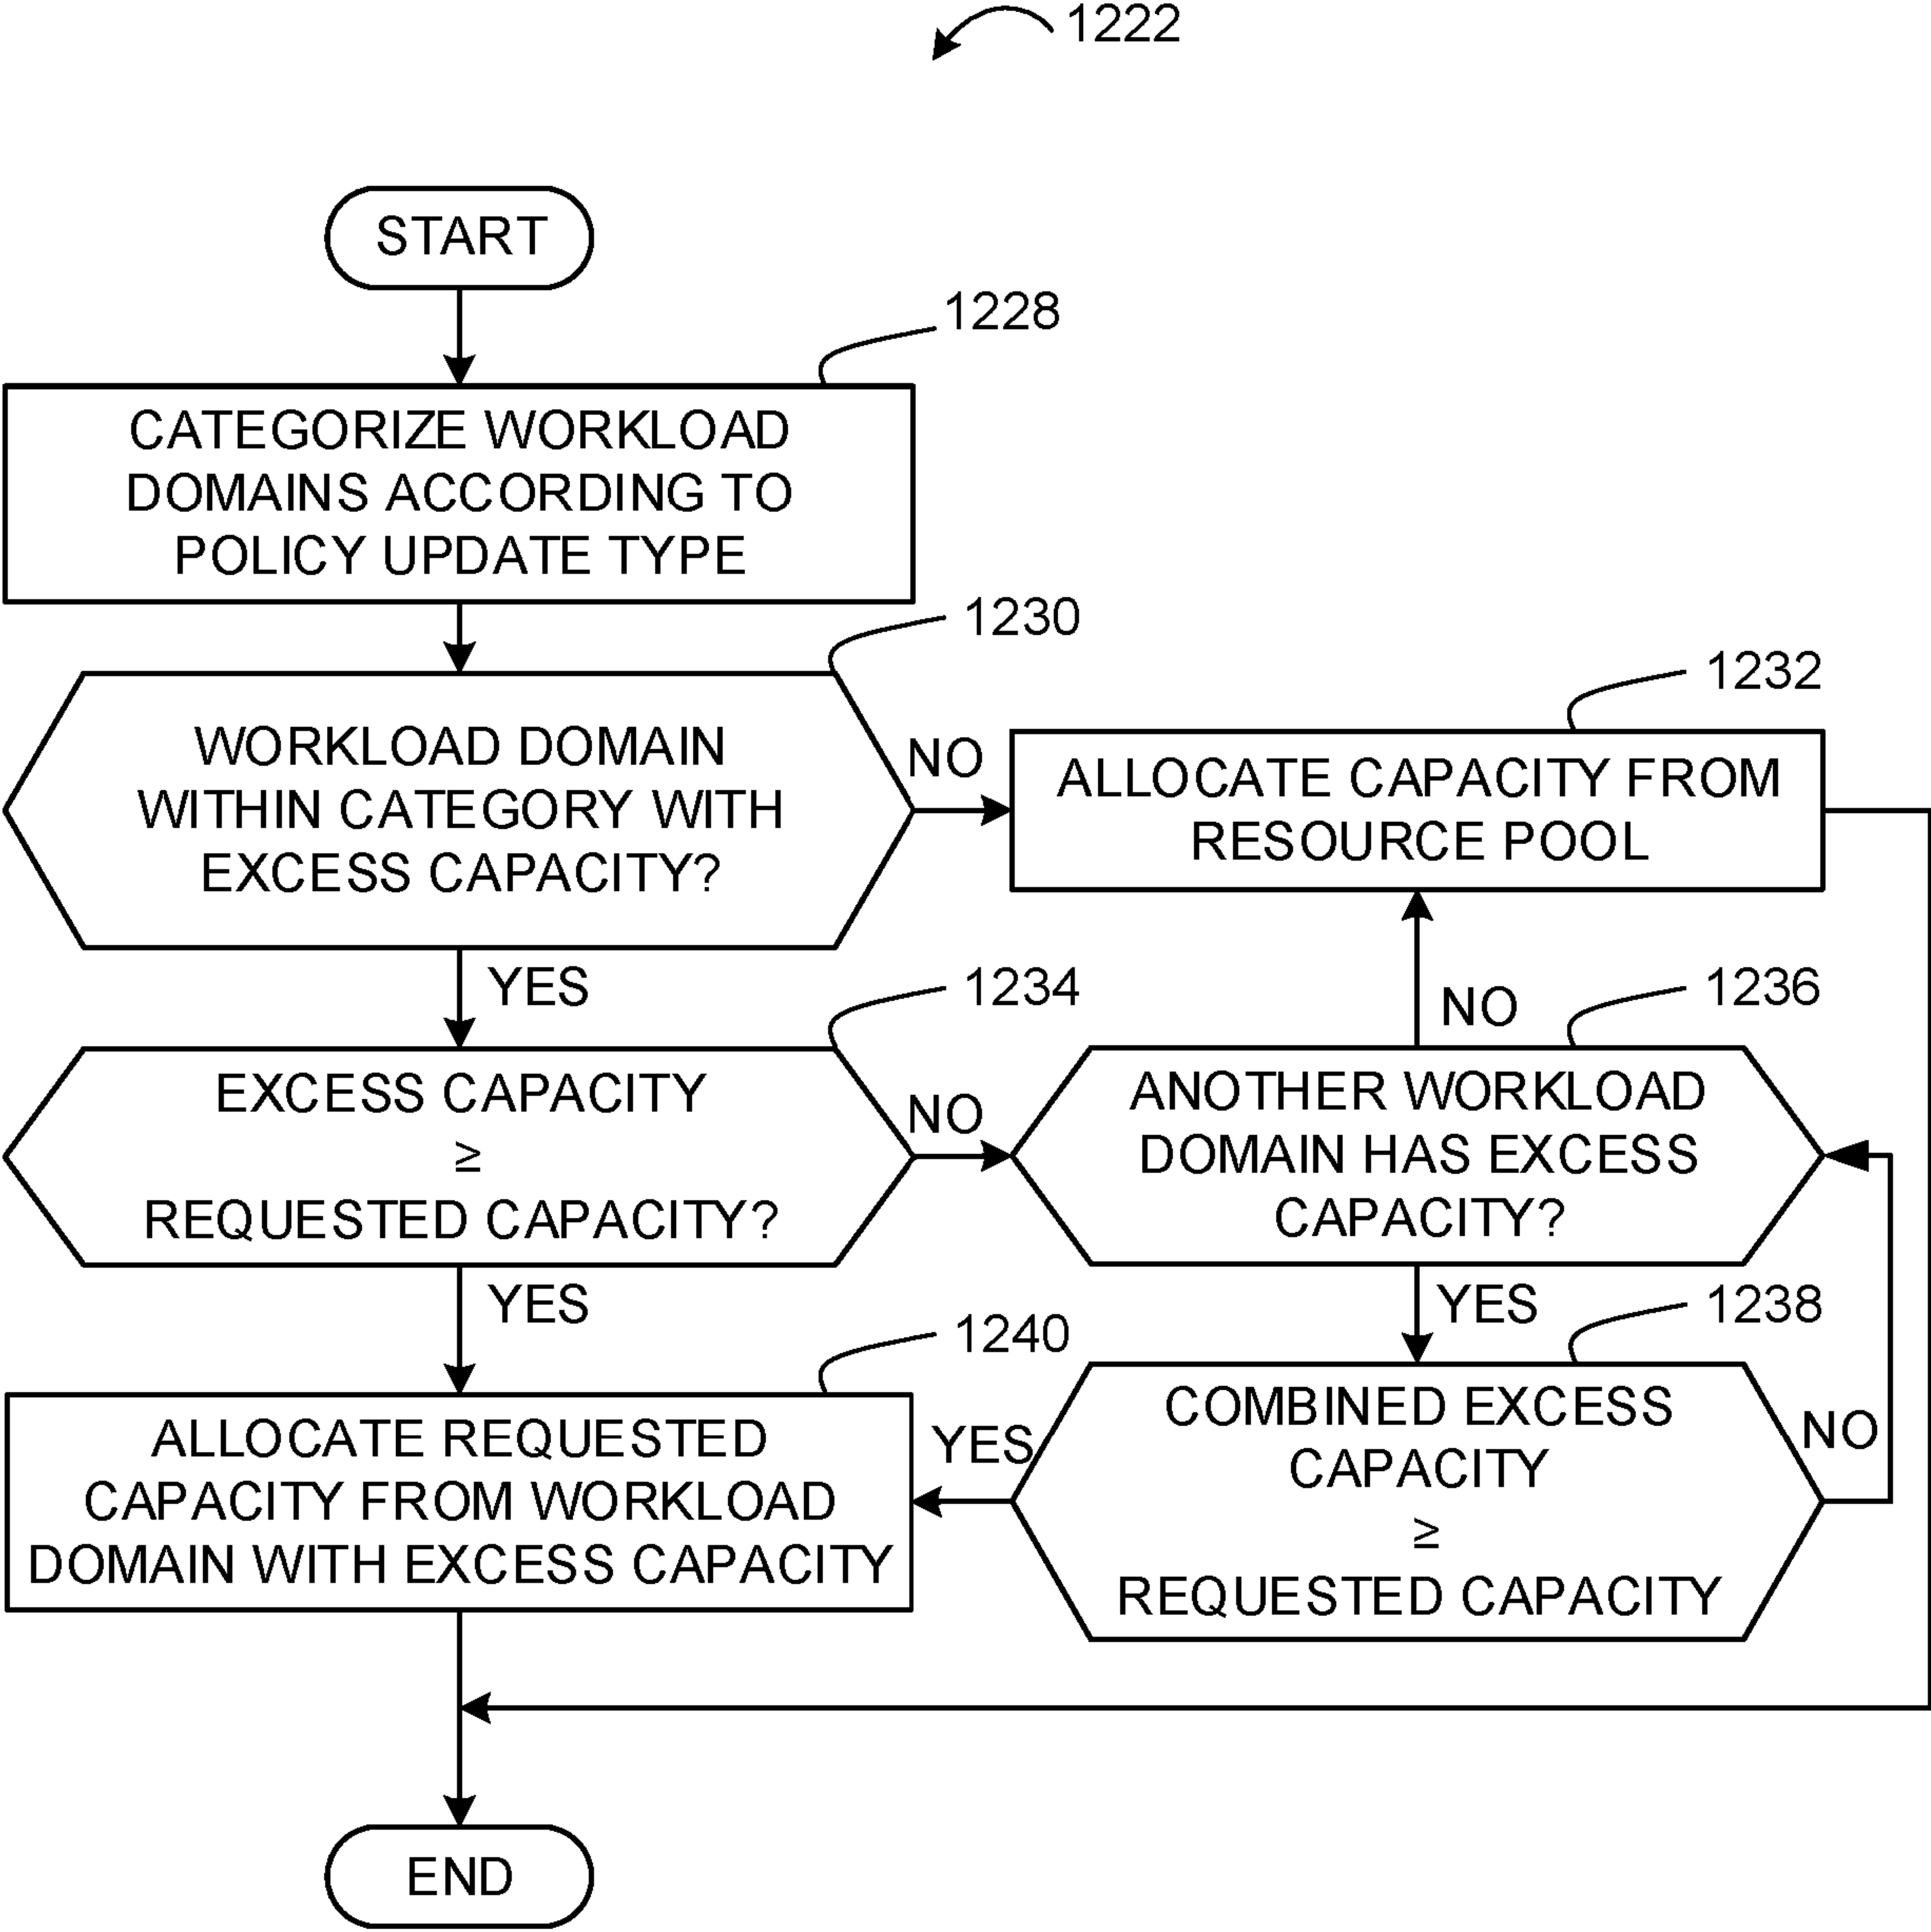 1222
START
1228
CATEGORIZE WORKLOAD
DOMAINS ACCORDING TO
POLICY UPDATE TYPE
1230
WORKLOAD DOMAIN
WITHIN CATEGORY WITH
EXCESS CAPACITY?
NO
1232
ALLOCATE CAPACITY FROM
RESOURCE POOL
YES
1234
EXCESS CAPACITY
≥
REQUESTED CAPACITY?
NO
NO
1236
ANOTHER WORKLOAD
DOMAIN HAS EXCESS
CAPACITY?
YES
YES
1238
COMBINED EXCESS
CAPACITY
≥
REQUESTED CAPACITY
NO
YES
1240
ALLOCATE REQUESTED
CAPACITY FROM WORKLOAD
DOMAIN WITH EXCESS CAPACITY
END